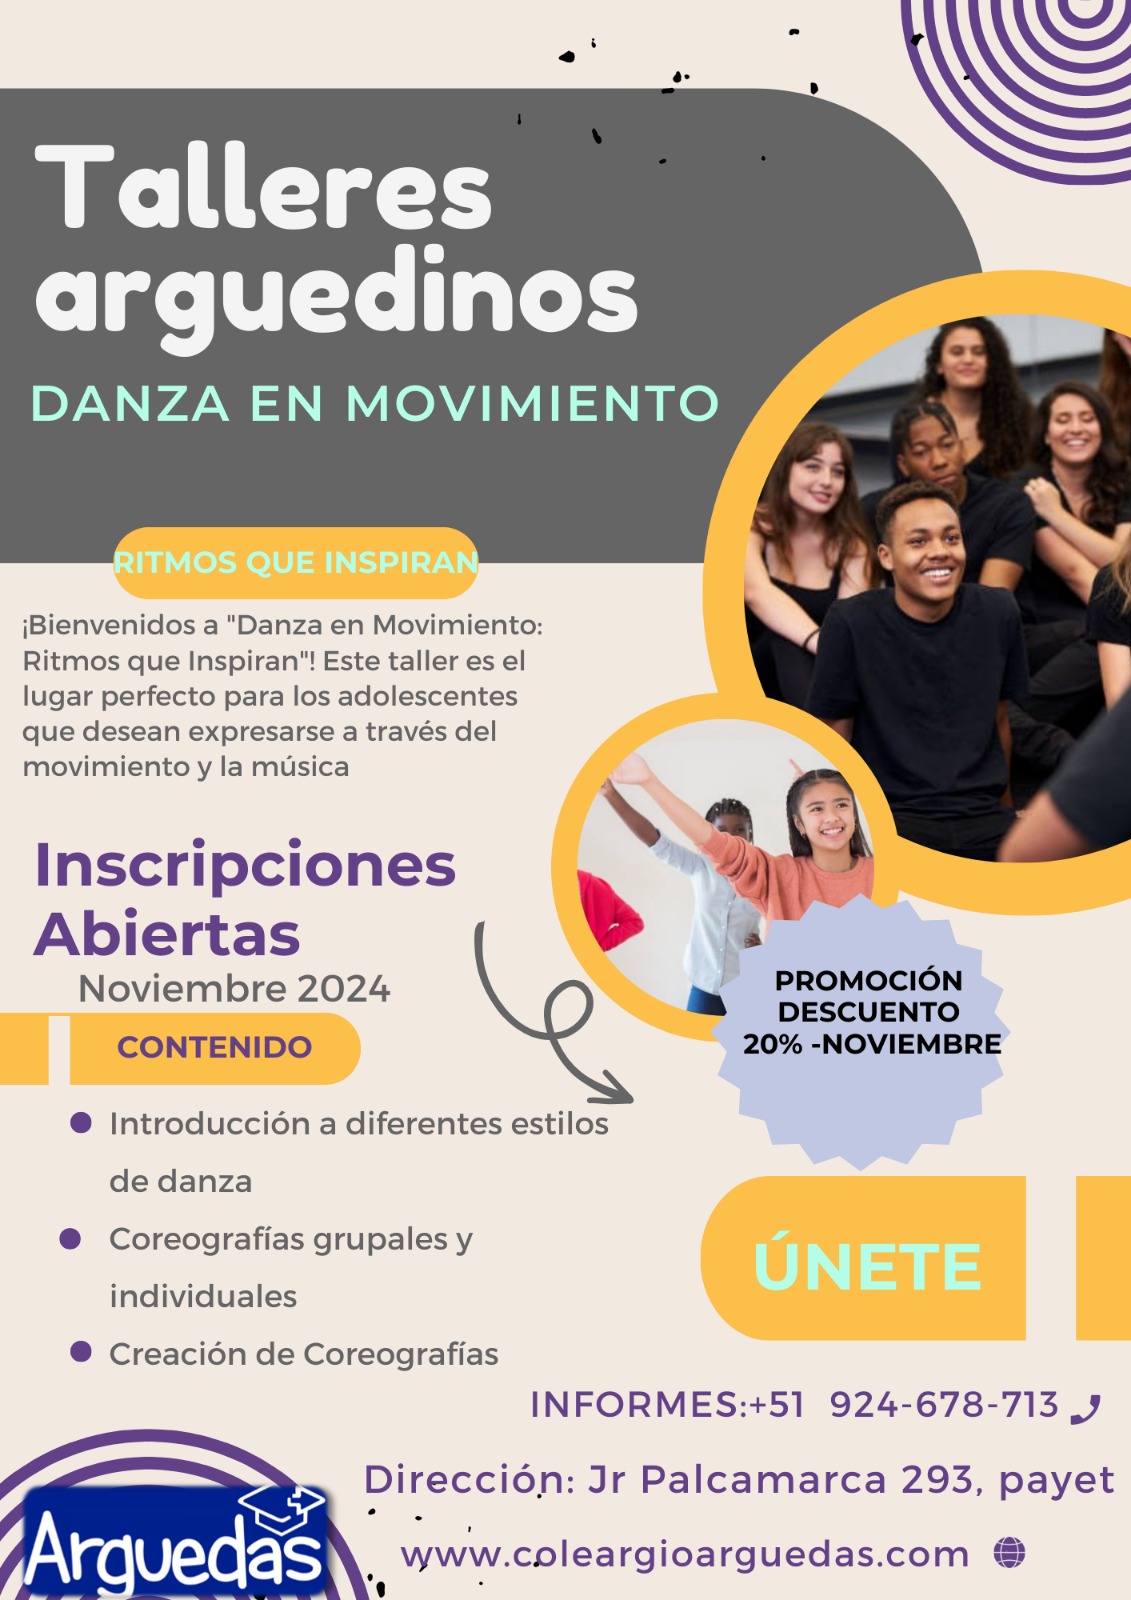 Talleres
arguedinos
DANZA EN MOVIMIENTO
RITMOS QUE INSPIRAN
¡Bienvenidos a "Danza en Movimiento:
Ritmos que Inspiran"! Este taller es el
lugar perfecto para los adolescentes
que desean expresarse a través del
movimiento y la música
Inscripciones
Abiertas
Noviembre 2024
PROMOCIÓN
DESCUENTO
20% -NOVIEMBRE
CONTENIDO
Introducción a diferentes estilos
de danza
Coreografías grupales y
individuales
Creación de Coreografías
ÚNETE
INFORMES:+51 924-678-713
Dirección: Jr Palcamarca 293, payet
www.coleargioarguedas.com
Arguedas